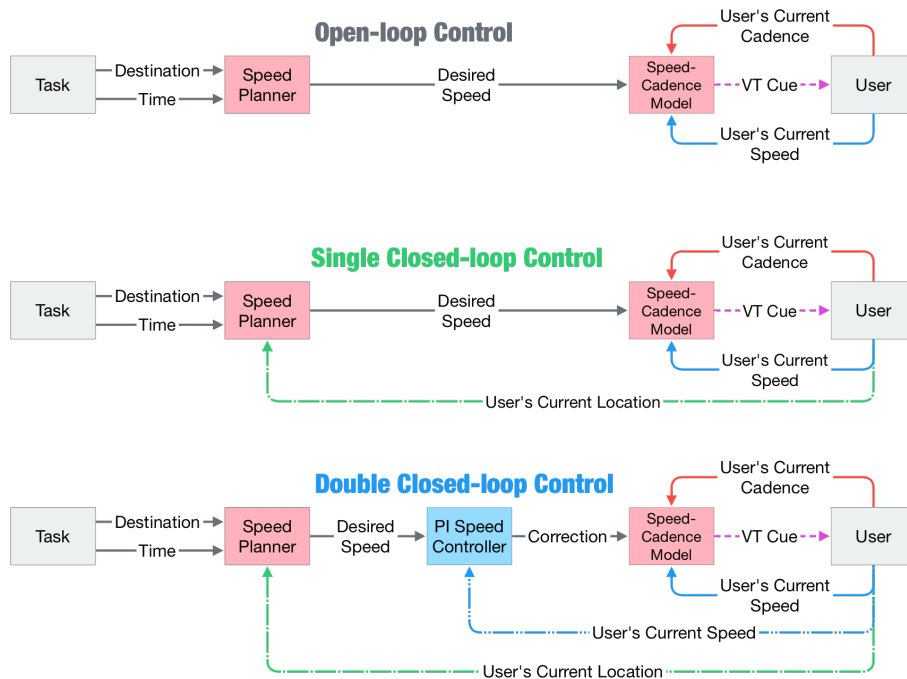 Open-loop Control
User's Current
Cadence
Task
Destination
Time
Speed
Planner
Desired
Speed
Speed-
Cadence
Model
VT Cue
User
User's Current
Speed
Single Closed-loop Control
User's Current
Cadence
Task
Destination
Time
Speed
Planner
Desired
Speed
Speed-
Cadence
Model
VT Cue
User
User's Current
Speed
User's Current Location
Double Closed-loop Control
User's Current
Cadence
Task
Destination
Time
Speed
Planner
Desired
Speed
PI Speed
Controller
Correction
Speed-
Cadence
Model
VT Cue
User
User's Current
Speed
User's Current Speed
User's Current Location